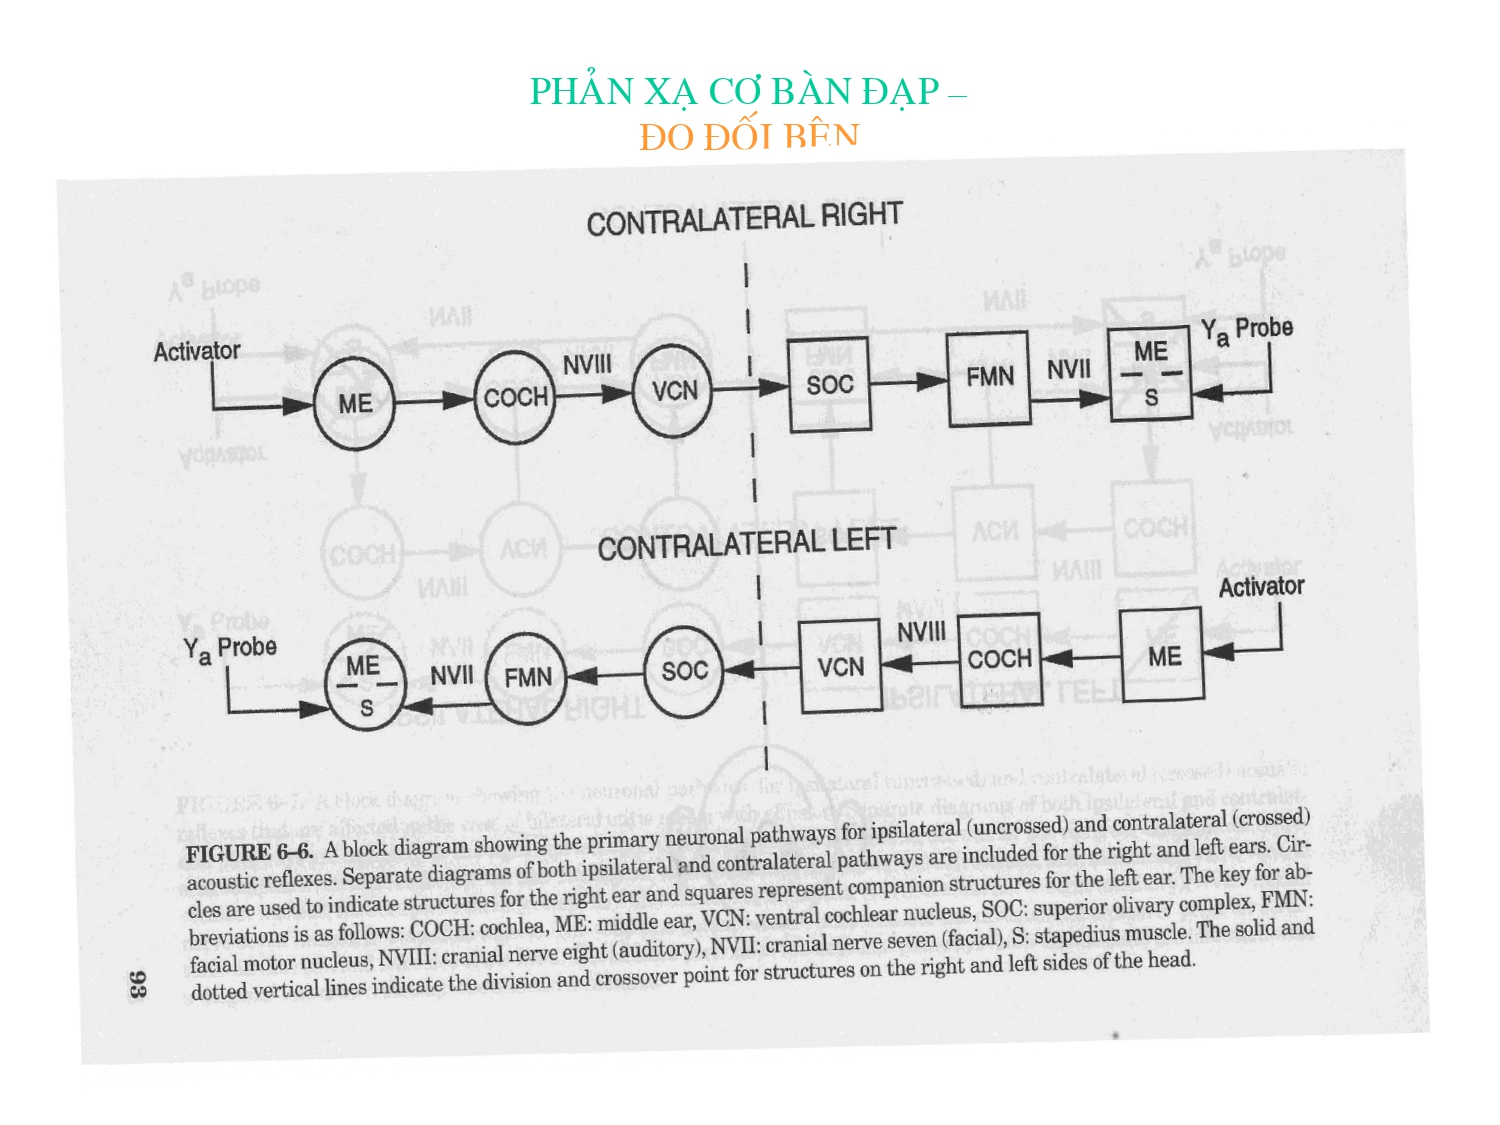 PHẢN XẠ CƠ BÀN ĐẠP –
ĐO ĐỐI BÊN
CONTRALATERAL RIGHT
Activator
ME
COCH
NVIII
VCN
SOC
FMN
NVII
ME
S
Ya Probe
CONTRALATERAL LEFT
Ya Probe
ME
S
NVII
FMN
SOC
VCN
NVIII
COCH
ME
Activator
FIGURE 6–6. A block diagram showing the primary neuronal pathways for ipsilateral (uncrossed) and contralateral (crossed)
acoustic reflexes. Separate diagrams of both ipsilateral and contralateral pathways are included for the right and left ears. Cir-
cles are used to indicate structures for the right ear and squares represent companion structures for the left ear. The key for ab-
breviations is as follows: COCH: cochlea, ME: middle ear, VCN: ventral cochlear nucleus, SOC: superior olivary complex, FMN:
facial motor nucleus, NVIII: cranial nerve eight (auditory), NVII: cranial nerve seven (facial), S: stapedius muscle. The solid and
dotted vertical lines indicate the division and crossover point for structures on the right and left sides of the head.
93